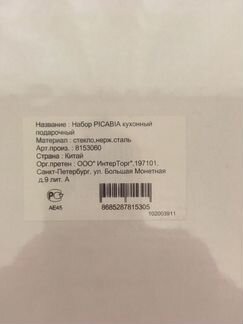 Название : Набор PICABIA кухонный
подарочный
Материал : стекло,нерж.сталь
Арт.произ. : 8153060
Страна : Китай
Орг.претен : ООО" ИнтерТорг",197101,
Санкт-Петербург, ул. Большая Монетная
д.9 лит. А
АЕ45
8685287815305
102003911